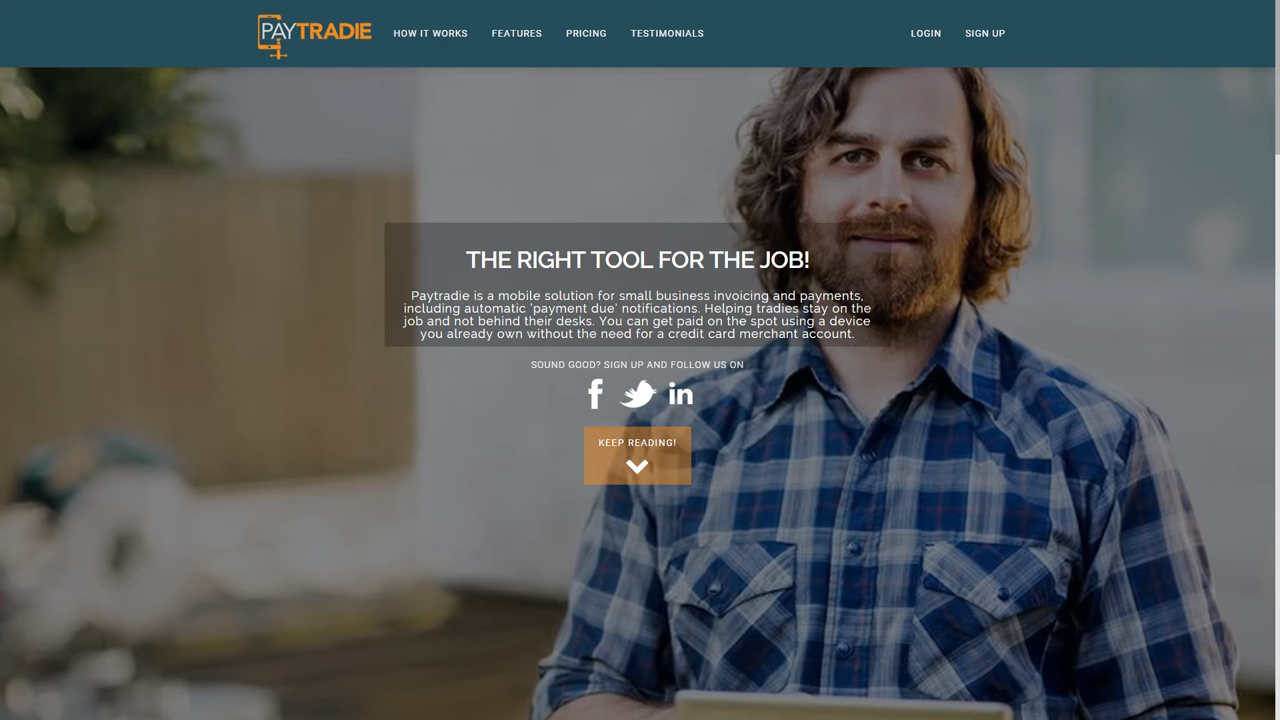 PAYTRADIE
HOW IT WORKS
FEATURES
PRICING
TESTIMONIALS
LOGIN
SIGN UP
THE RIGHT TOOL FOR THE JOB!
Paytradie is a mobile solution for small business invoicing and payments,
including automatic 'payment due' notifications. Helping tradies stay on the
job and not behind their desks. You can get paid on the spot using a device
you already own without the need for a credit card merchant account.
SOUND GOOD? SIGN UP AND FOLLOW US ON
f
in
KEEP READING!